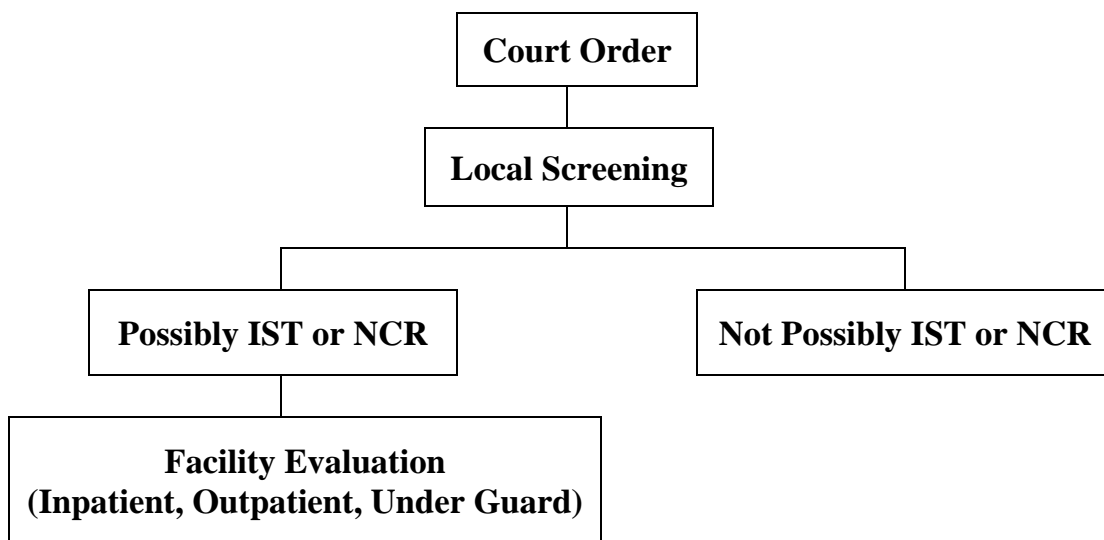 Court Order
Local Screening
Possibly IST or NCR
Not Possibly IST or NCR
Facility Evaluation
(Inpatient, Outpatient, Under Guard)